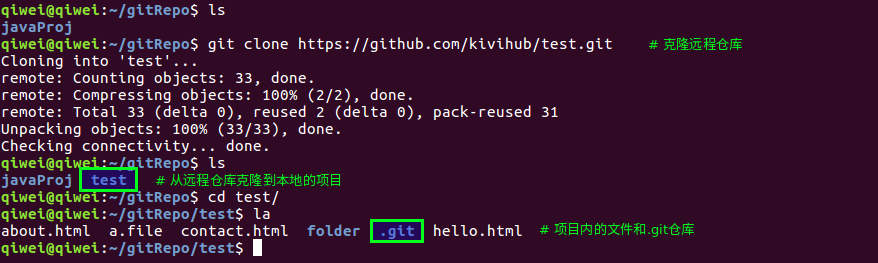 qiwei@qiwei:~/gitRepo$ ls
javaProj
qiwei@qiwei:~/gitRepo$ git clone https://github.com/kivihub/test.git # 克隆远程仓库
Cloning into 'test'...
remote: Counting objects: 33, done.
remote: Compressing objects: 100% (2/2), done.
remote: Total 33 (delta 0), reused 2 (delta 0), pack-reused 31
Unpacking objects: 100% (33/33), done.
Checking connectivity... done.
qiwei@qiwei:~/gitRepo$ ls
javaProj test # 从远程仓库克隆到本地的项目
qiwei@qiwei:~/gitRepo$ cd test/
qiwei@qiwei:~/gitRepo/test$ la
about.html a.file contact.html folder .git hello.html # 项目内的文件和.git仓库
qiwei@qiwei:~/gitRepo/test$